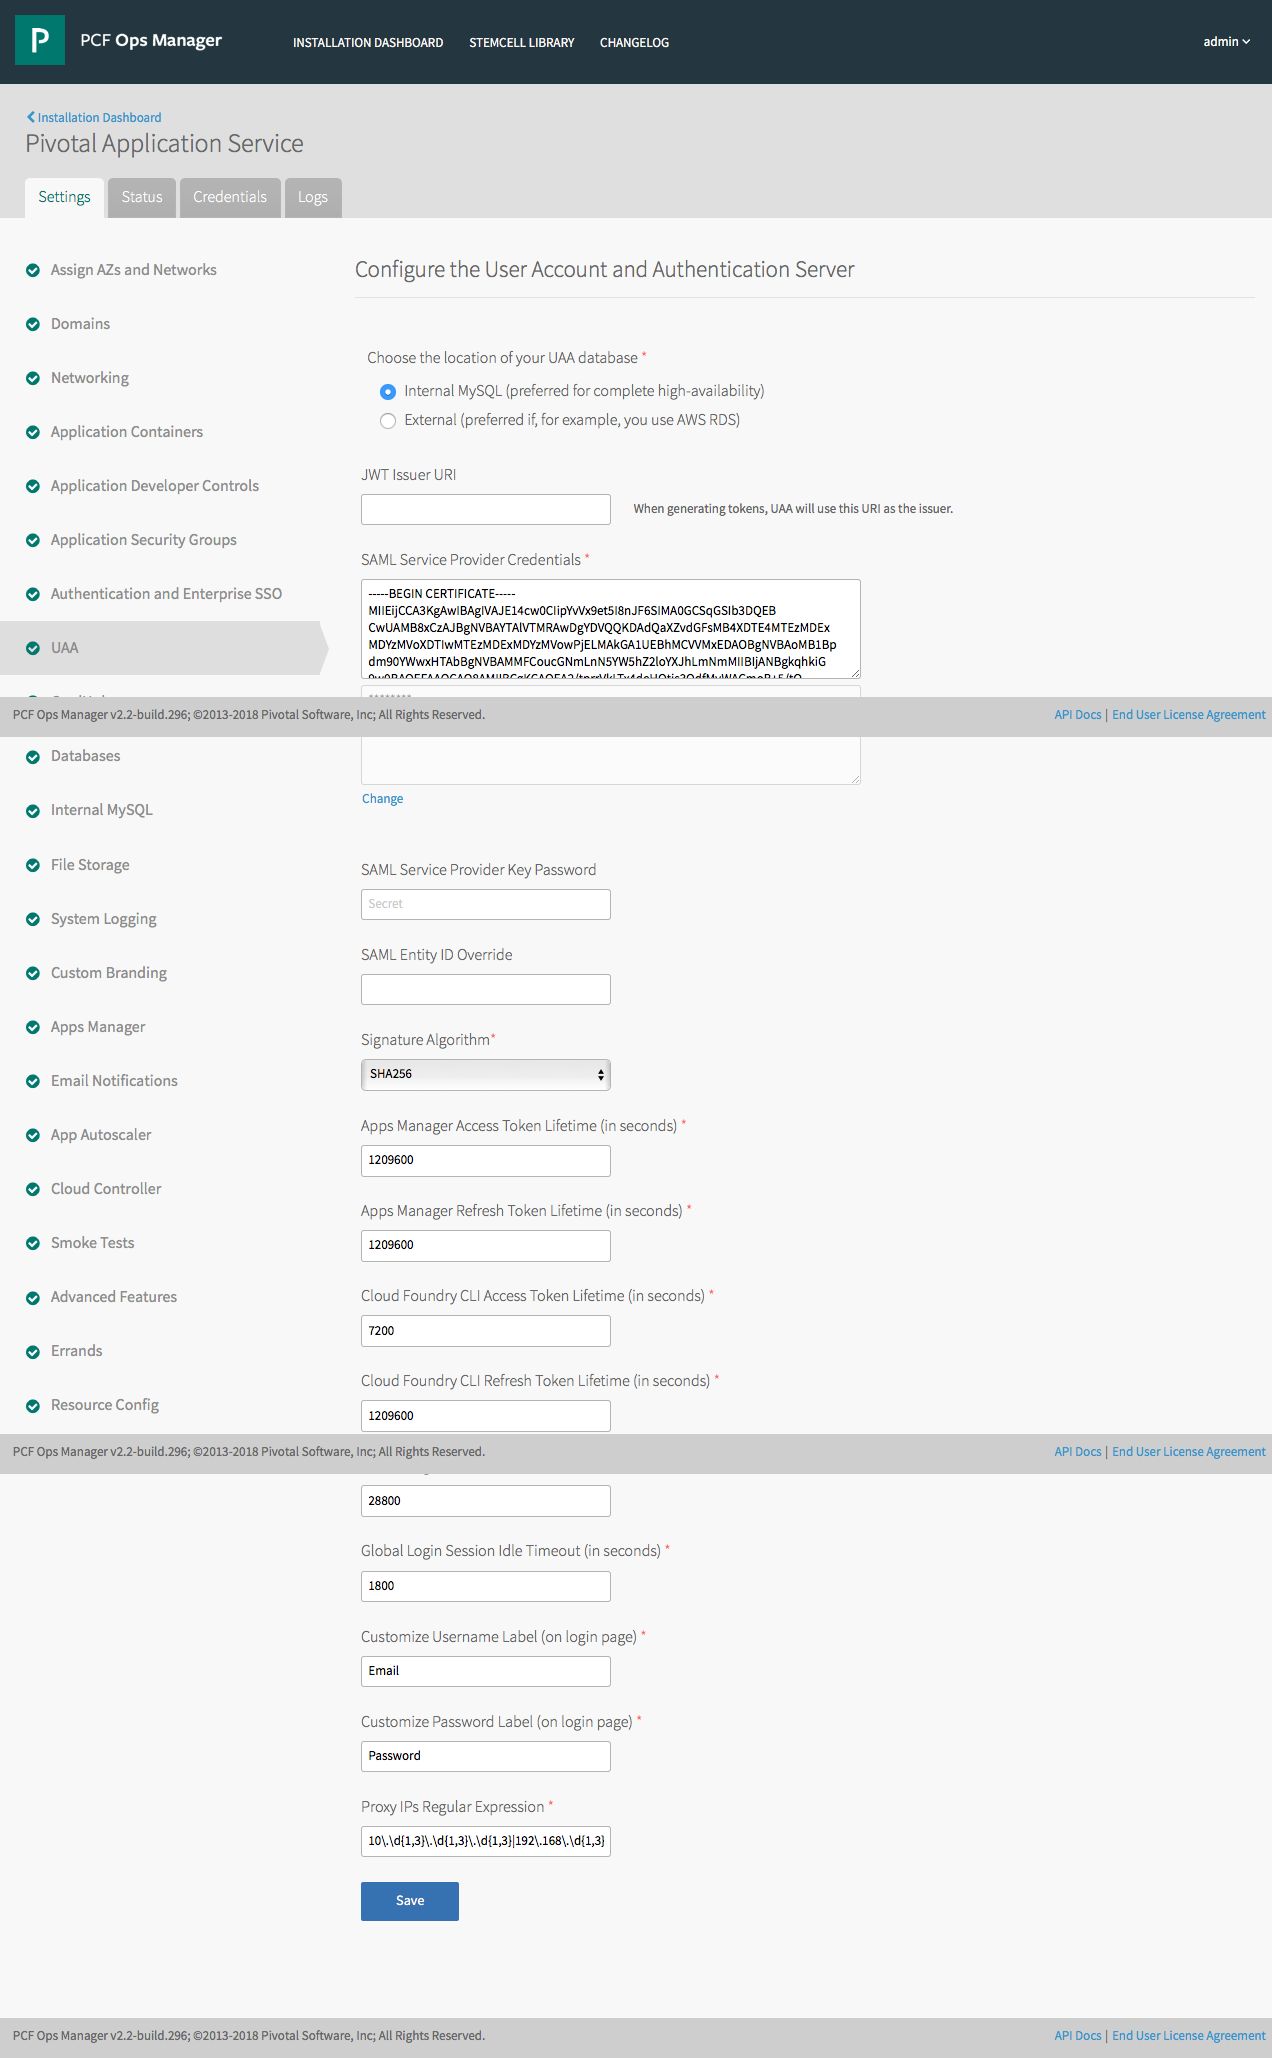 P PCF Ops Manager INSTALLATION DASHBOARD STEMCELL LIBRARY CHANGELOG admin
Installation Dashboard
Pivotal Application Service
Settings Status Credentials Logs
Assign AZs and Networks
Domains
Networking
Application Containers
Application Developer Controls
Application Security Groups
Authentication and Enterprise SSO
UAA
Configure the User Account and Authentication Server
Choose the location of your UAA database *
Internal MySQL (preferred for complete high-availability)
External (preferred if, for example, you use AWS RDS)
JWT Issuer URI
When generating tokens, UAA will use this URI as the issuer.
SAML Service Provider Credentials *
-----BEGIN CERTIFICATE-----
MIIEijCCA3KgAwIBAgIVAJE14cw0CIipYvVx9et5I8nJF6SIMA0GCSqGSIb3DQEB
CwUAMB8xCzAJBgNVBAYTAlVTMRAwDgYDVQQKDAdQaXZvdGFsMB4XDTE4MTEzMDEx
MDYzMVoXDTIwMTEzMDExMDYzMVowPjELMAkGA1UEBhMCVVMxEDAOBgNVBAoMB1Bp
dm90YWwxHTAbBgNVBAMMFCoucGNmLnN5YW5hZ2loYXJhLmNmMIIBIjANBgkqhkiG
PCF Ops Manager v2.2-build.296; ©2013-2018 Pivotal Software, Inc; All Rights Reserved. API Docs | End User License Agreement
Databases
Internal MySQL
File Storage
System Logging
Custom Branding
Apps Manager
Email Notifications
App Autoscaler
Cloud Controller
Smoke Tests
Advanced Features
Errands
Resource Config
Change
SAML Service Provider Key Password
Secret
SAML Entity ID Override
Signature Algorithm*
SHA256
Apps Manager Access Token Lifetime (in seconds) *
1209600
Apps Manager Refresh Token Lifetime (in seconds) *
1209600
Cloud Foundry CLI Access Token Lifetime (in seconds) *
7200
Cloud Foundry CLI Refresh Token Lifetime (in seconds) *
1209600
PCF Ops Manager v2.2-build.296; ©2013-2018 Pivotal Software, Inc; All Rights Reserved. API Docs | End User License Agreement
28800
Global Login Session Idle Timeout (in seconds) *
1800
Customize Username Label (on login page) *
Email
Customize Password Label (on login page) *
Password
Proxy IPs Regular Expression *
10\.\d{1,3}\.\d{1,3}\.\d{1,3}|192\.168\.\d{1,3}
Save
PCF Ops Manager v2.2-build.296; ©2013-2018 Pivotal Software, Inc; All Rights Reserved. API Docs | End User License Agreement